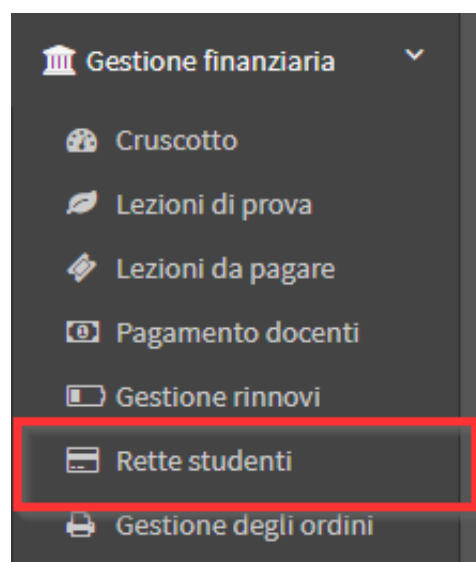 Gestione finanziaria
Cruscotto
Lezioni di prova
Lezioni da pagare
Pagamento docenti
Gestione rinnovi
Rette studenti
Gestione degli ordini